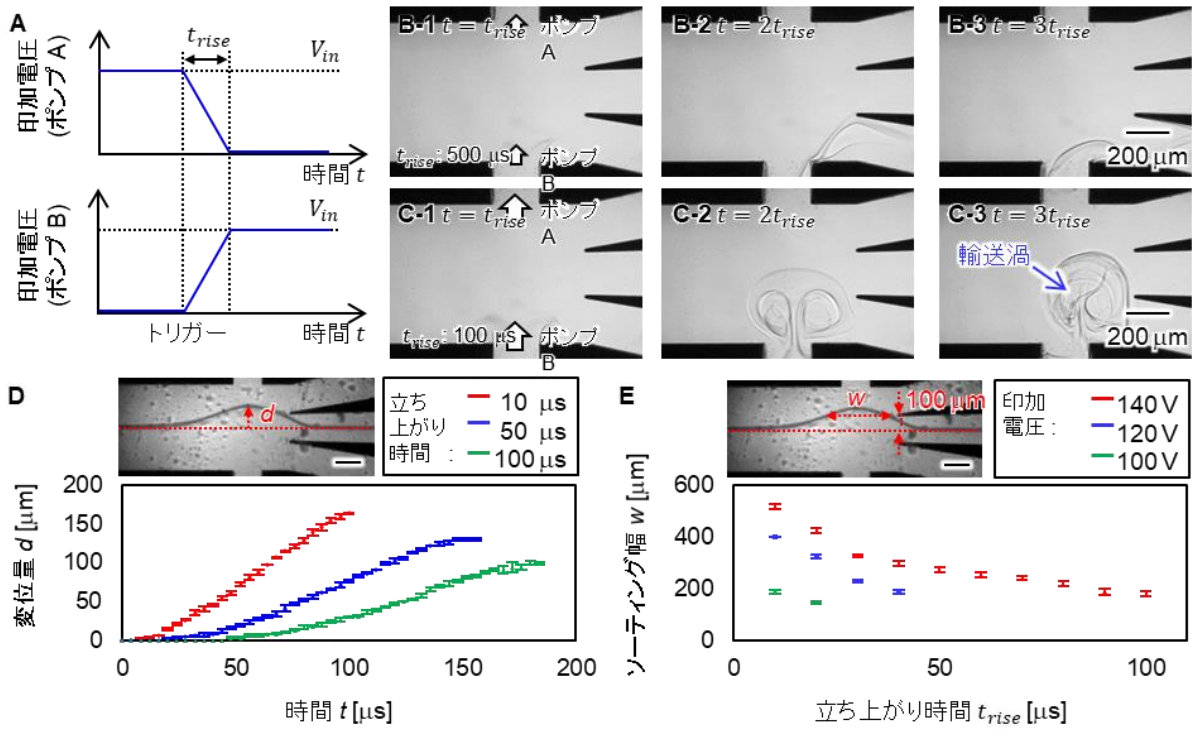 A
印加電圧
(ポンプ A)
t_rise
V_in
時間 t
印加電圧
(ポンプ B)
V_in
トリガー
時間 t
B-1 t = t_rise
ポンプ
A
t_rise : 500 μs
ポンプ
B
B-2 t = 2t_rise
B-3 t = 3t_rise
200 μm
C-1 t = t_rise
ポンプ
A
t_rise : 100 μs
ポンプ
B
C-2 t = 2t_rise
C-3 t = 3t_rise
輸送渦
200 μm
D
d
立ち
上がり
時間 :
10 μs
50 μs
100 μs
変位量 d [μm]
200
150
100
50
0
0 50 100 150 200
時間 t [μs]
E
w
100 μm
印加
電圧 :
140 V
120 V
100 V
ソーティング幅 w [μm]
600
400
200
0
0 50 100
立ち上がり時間 t_rise [μs]